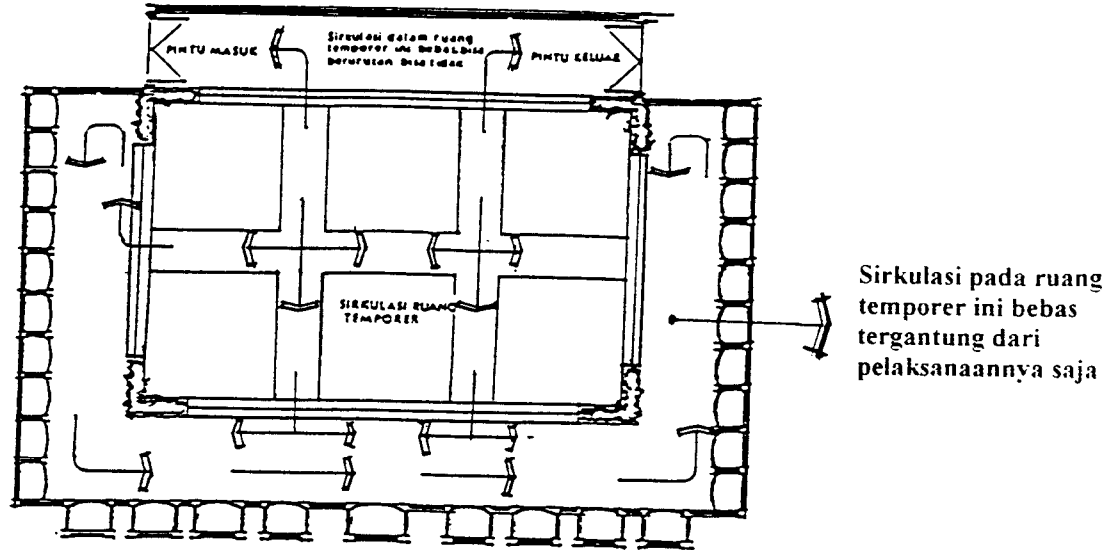 PINTU MASUK
Sirkulasi dalam ruang
temporer ini bebas, bisa
berurutan bisa tidak
PINTU KELUAR
SIRKULASI RUANG
TEMPORER
Sirkulasi pada ruang
temporer ini bebas
tergantung dari
pelaksanaannya saja